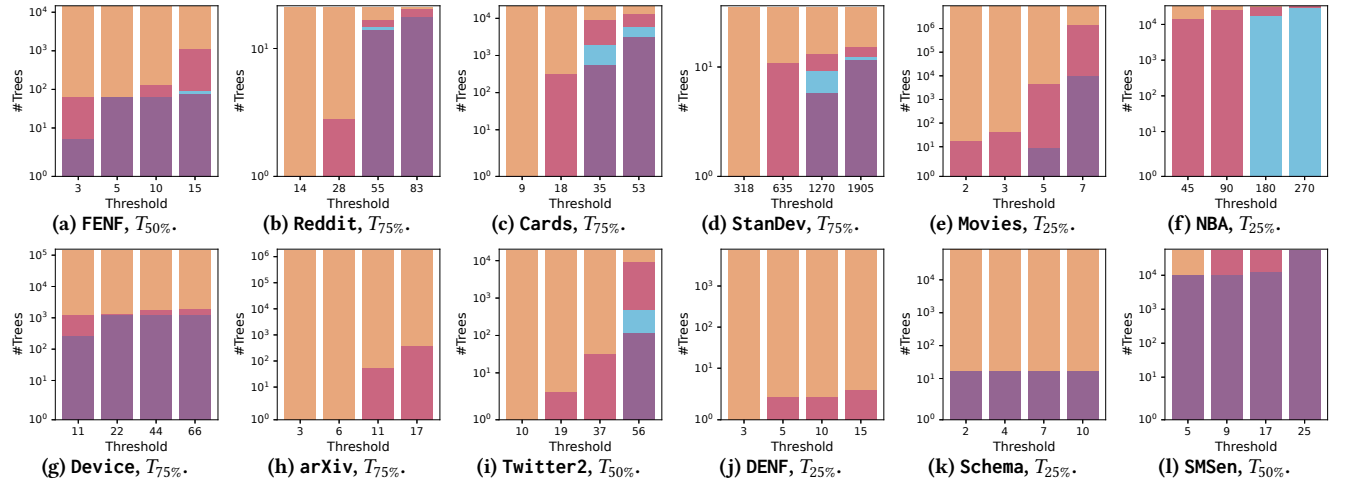 #Trees
10⁴
10³
10²
10¹
10⁰
3 5 10 15
Threshold
(a) FENF, T50%.
#Trees
10¹
10⁰
14 28 55 83
Threshold
(b) Reddit, T75%.
#Trees
10⁴
10³
10²
10¹
10⁰
9 18 35 53
Threshold
(c) Cards, T75%.
#Trees
10¹
10⁰
318 635 1270 1905
Threshold
(d) StanDev, T75%.
#Trees
10⁶
10⁵
10⁴
10³
10²
10¹
10⁰
2 3 5 7
Threshold
(e) Movies, T25%.
#Trees
10⁴
10³
10²
10¹
10⁰
45 90 180 270
Threshold
(f) NBA, T25%.
#Trees
10⁵
10⁴
10³
10²
10¹
10⁰
11 22 44 66
Threshold
(g) Device, T75%.
#Trees
10⁶
10⁵
10⁴
10³
10²
10¹
10⁰
3 6 11 17
Threshold
(h) arXiv, T75%.
#Trees
10⁴
10³
10²
10¹
10⁰
10 19 37 56
Threshold
(i) Twitter2, T50%.
#Trees
10³
10²
10¹
10⁰
3 5 10 15
Threshold
(j) DENF, T25%.
#Trees
10⁴
10³
10²
10¹
10⁰
2 4 7 10
Threshold
(k) Schema, T25%.
#Trees
10⁴
10³
10²
10¹
10⁰
5 9 17 25
Threshold
(l) SMSen, T50%.